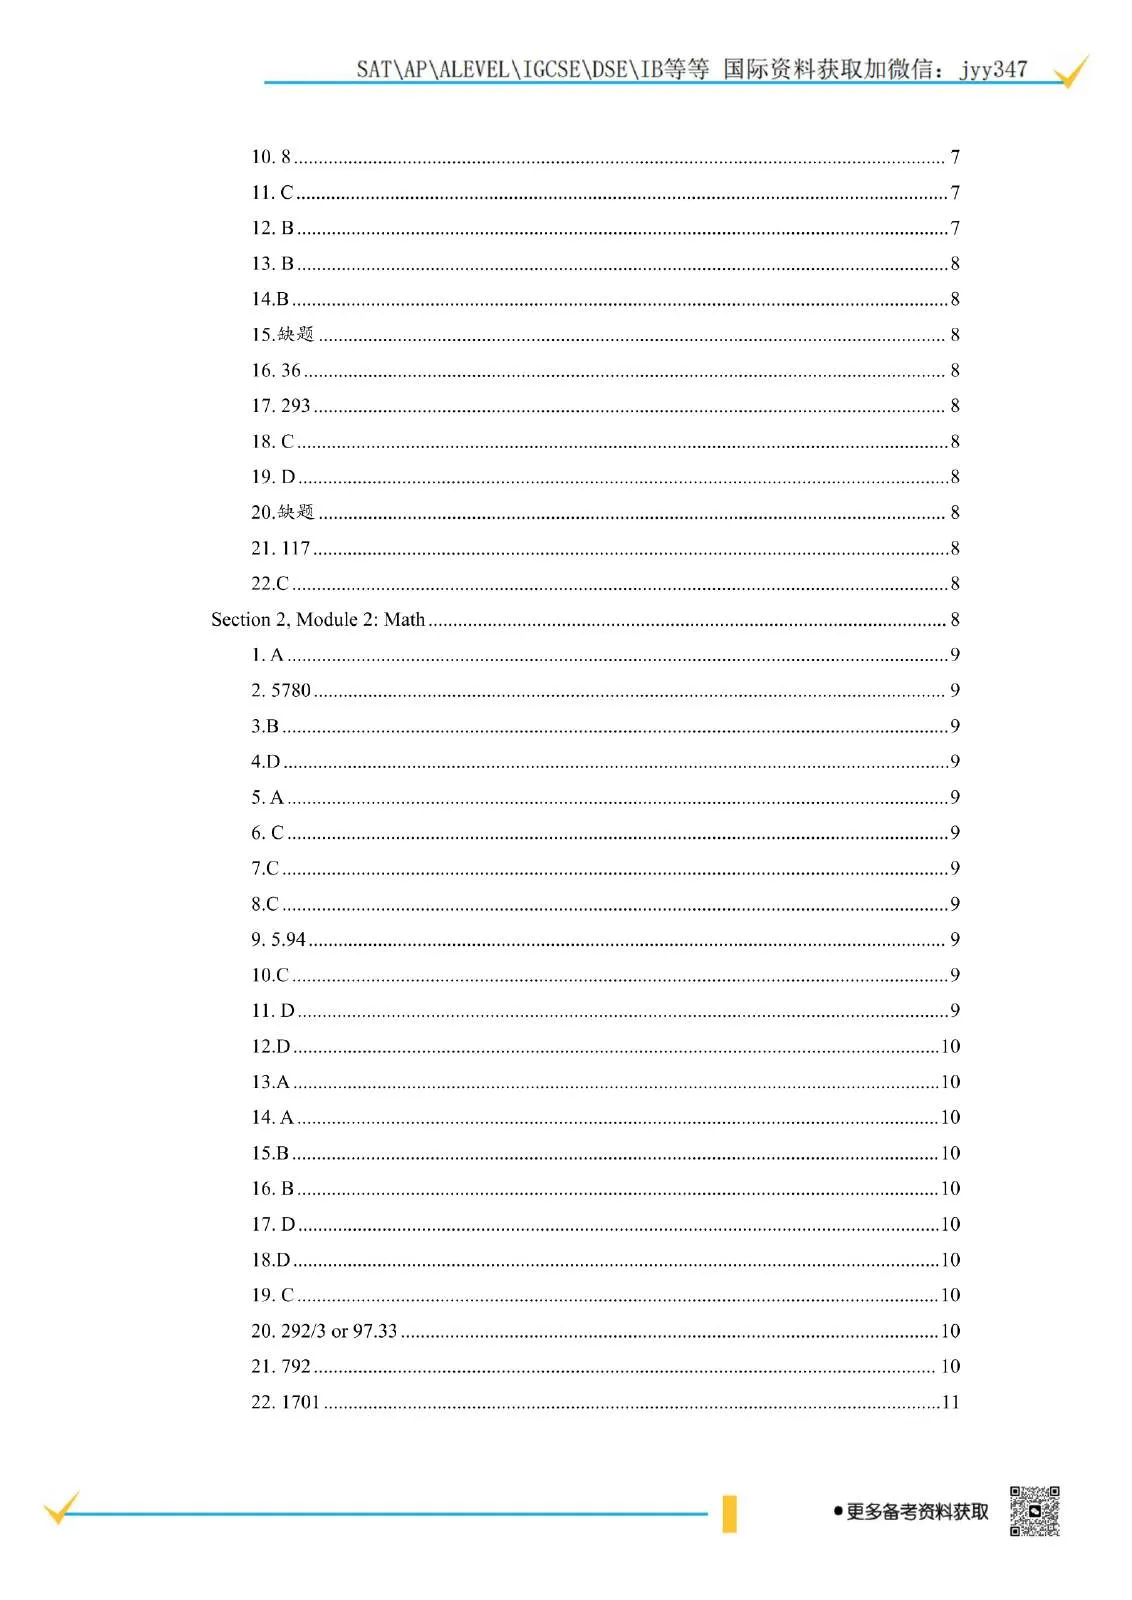 SAT\AP\ALEVEL\IGCSE\DSE\IB等等 国际资料获取加微信：jyy347
10. 8........ 7
11. C........ 7
12. B........ 7
13. B........ 8
14.B........ 8
15.缺题........ 8
16. 36........ 8
17. 293........ 8
18. C........ 8
19. D........ 8
20.缺题........ 8
21. 117........ 8
22.C........ 8
Section 2, Module 2: Math........ 8
1. A........ 9
2. 5780........ 9
3.B........ 9
4.D........ 9
5. A........ 9
6. C........ 9
7.C........ 9
8.C........ 9
9. 5.94........ 9
10.C........ 9
11. D........ 9
12.D........ 10
13.A........ 10
14. A........ 10
15.B........ 10
16. B........ 10
17. D........ 10
18.D........ 10
19. C........ 10
20. 292/3 or 97.33........ 10
21. 792........ 10
22. 1701........ 11
●更多备考资料获取